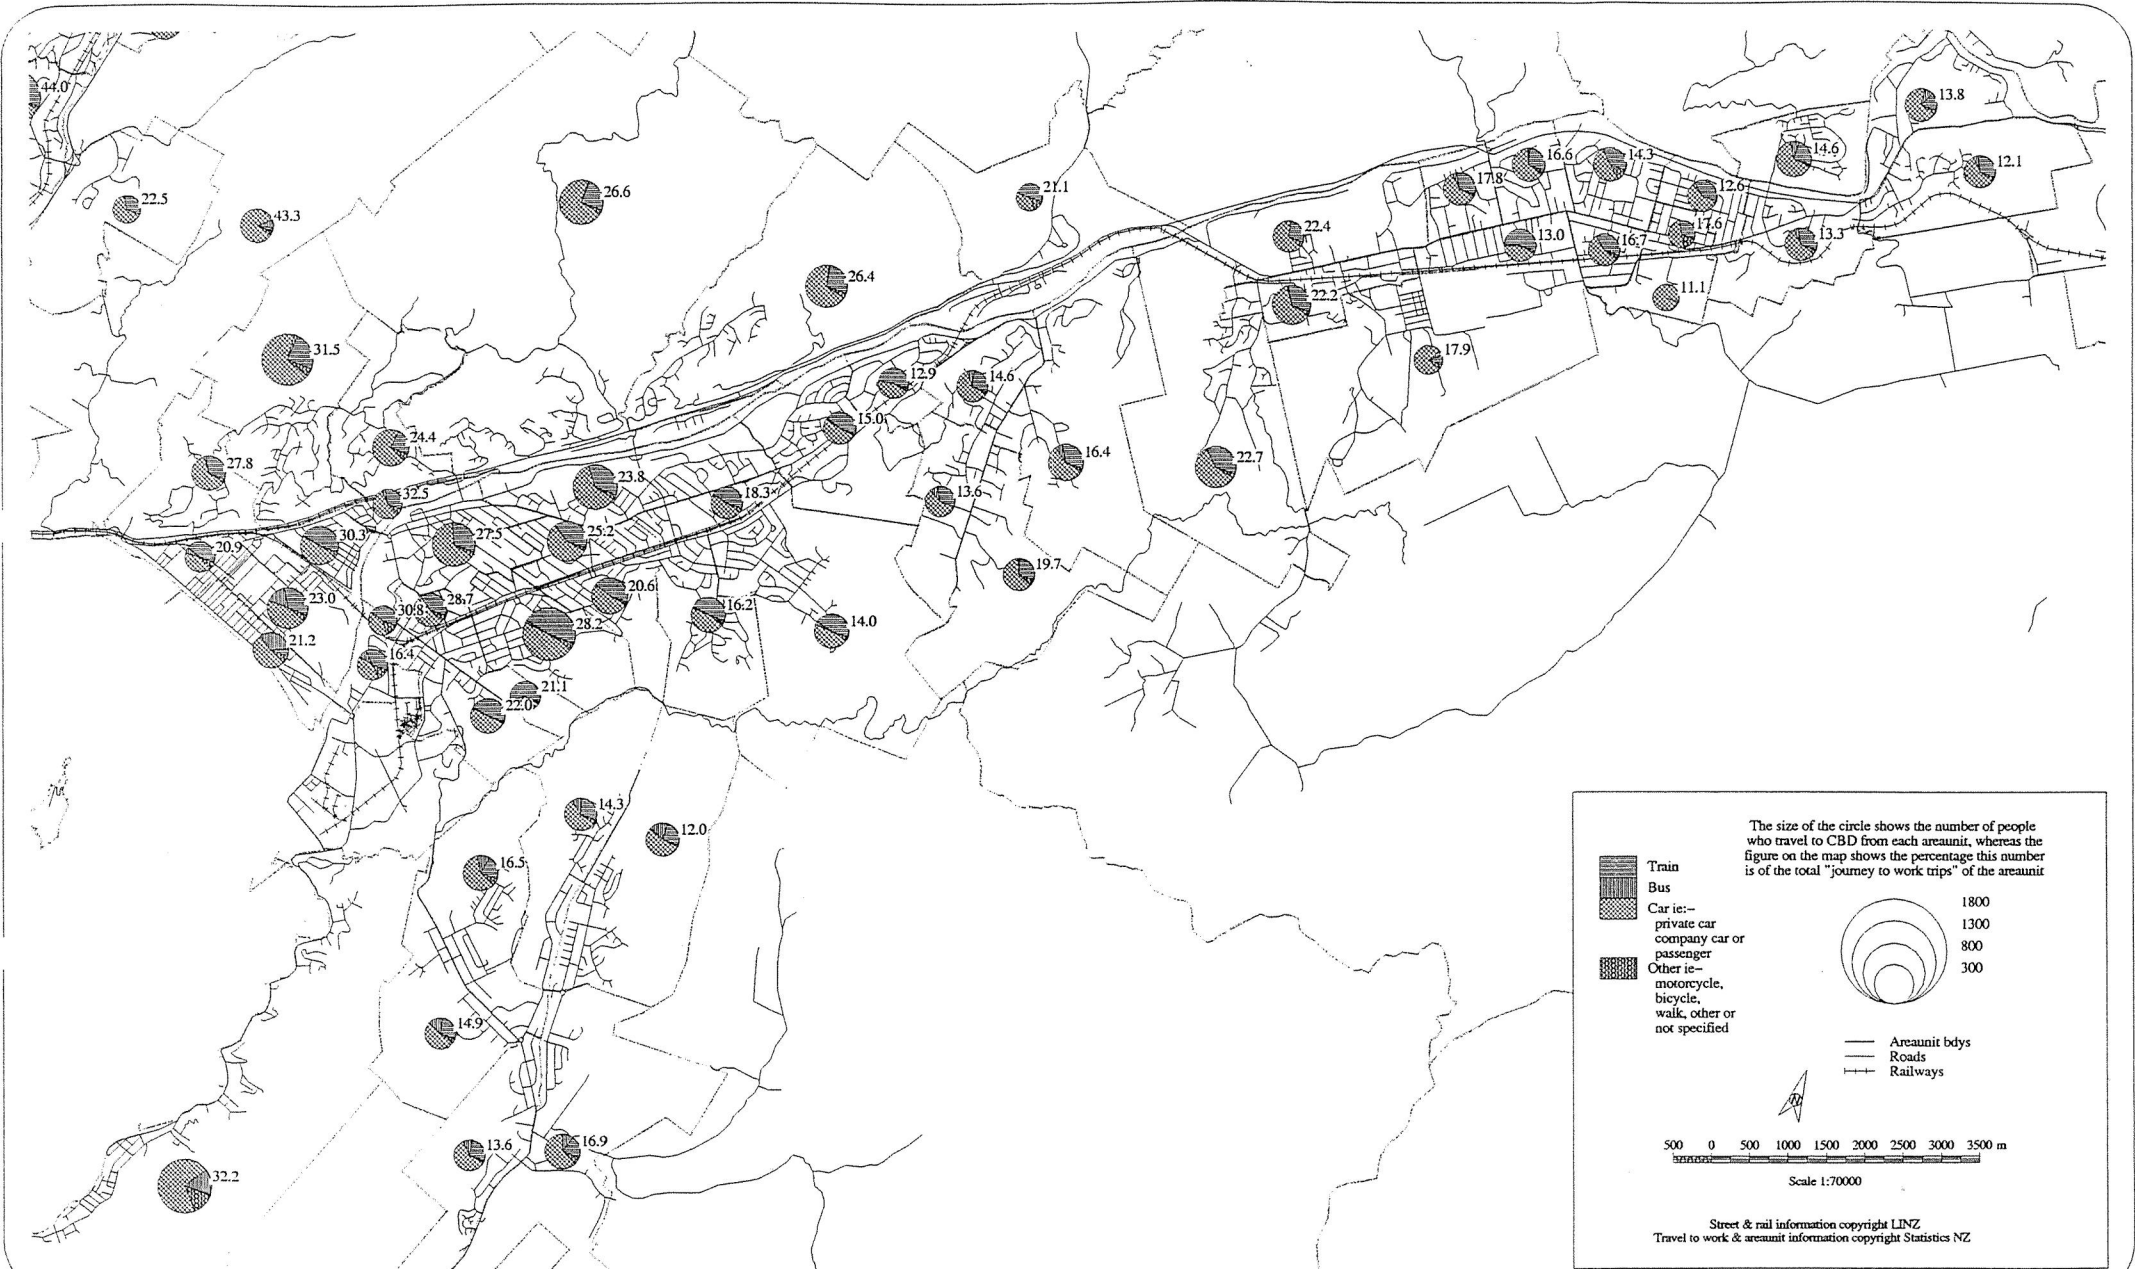 44.0
13.8
16.6
14.3
14.6
12.1
17.8
12.6
22.5
43.3
26.6
21.1
22.4
13.0
16.7
17.6
13.3
26.4
22.2
11.1
31.5
17.9
12.9
14.6
15.0
24.4
27.8
23.8
16.4
22.7
32.5
18.3
13.6
30.3
27.5
25.2
20.9
19.7
20.6
23.0
30.8
28.7
16.2
28.2
14.0
21.2
16.4
21.1
22.0
14.3
12.0
16.5
14.9
13.6
16.9
32.2
The size of the circle shows the number of people
who travel to CBD from each areaunit, whereas the
figure on the map shows the percentage this number
is of the total "journey to work trips" of the areaunit
Train
Bus
Car ie:-
private car
company car or
passenger
Other ie-
motorcycle,
bicycle,
walk, other or
not specified
1800
1300
800
300
Areaunit bdys
Roads
Railways
N
500 0 500 1000 1500 2000 2500 3000 3500 m
Scale 1:70000
Street & rail information copyright LINZ
Travel to work & areaunit information copyright Statistics NZ